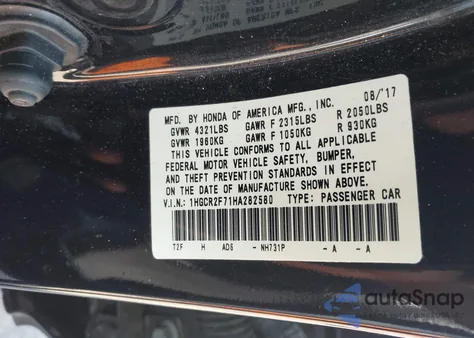 MFD. BY HONDA OF AMERICA MFG., INC. 08/'17
GVWR 4321LBS GAWR F 2315LBS R 2050LBS
GVWR 1960KG GAWR F 1050KG R 930KG
THIS VEHICLE CONFORMS TO ALL APPLICABLE
FEDERAL MOTOR VEHICLE SAFETY, BUMPER,
AND THEFT PREVENTION STANDARDS IN EFFECT
ON THE DATE OF MANUFACTURE SHOWN ABOVE.
V.I.N.: 1HGCR2F71HA282580 TYPE: PASSENGER CAR
T2F H AD6 - NH731P - A - A
autoSnap